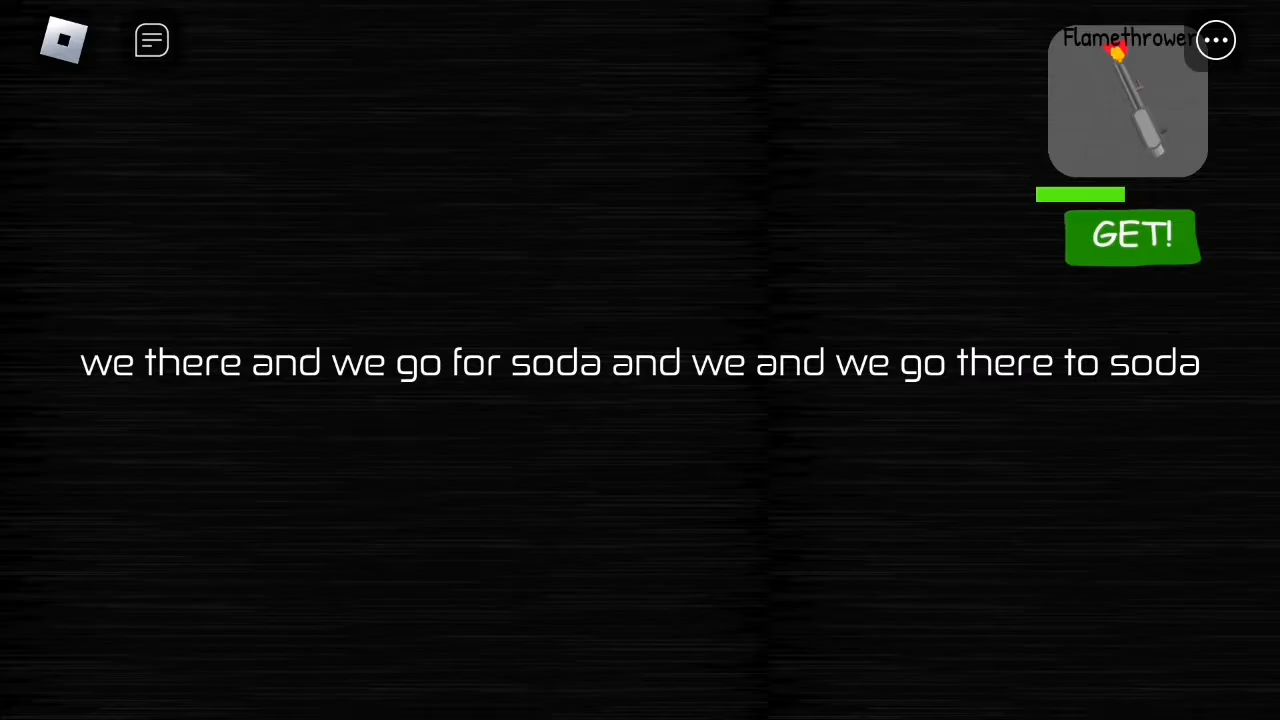 Flamethrower
GET!
we there and we go for soda and we and we go there to soda